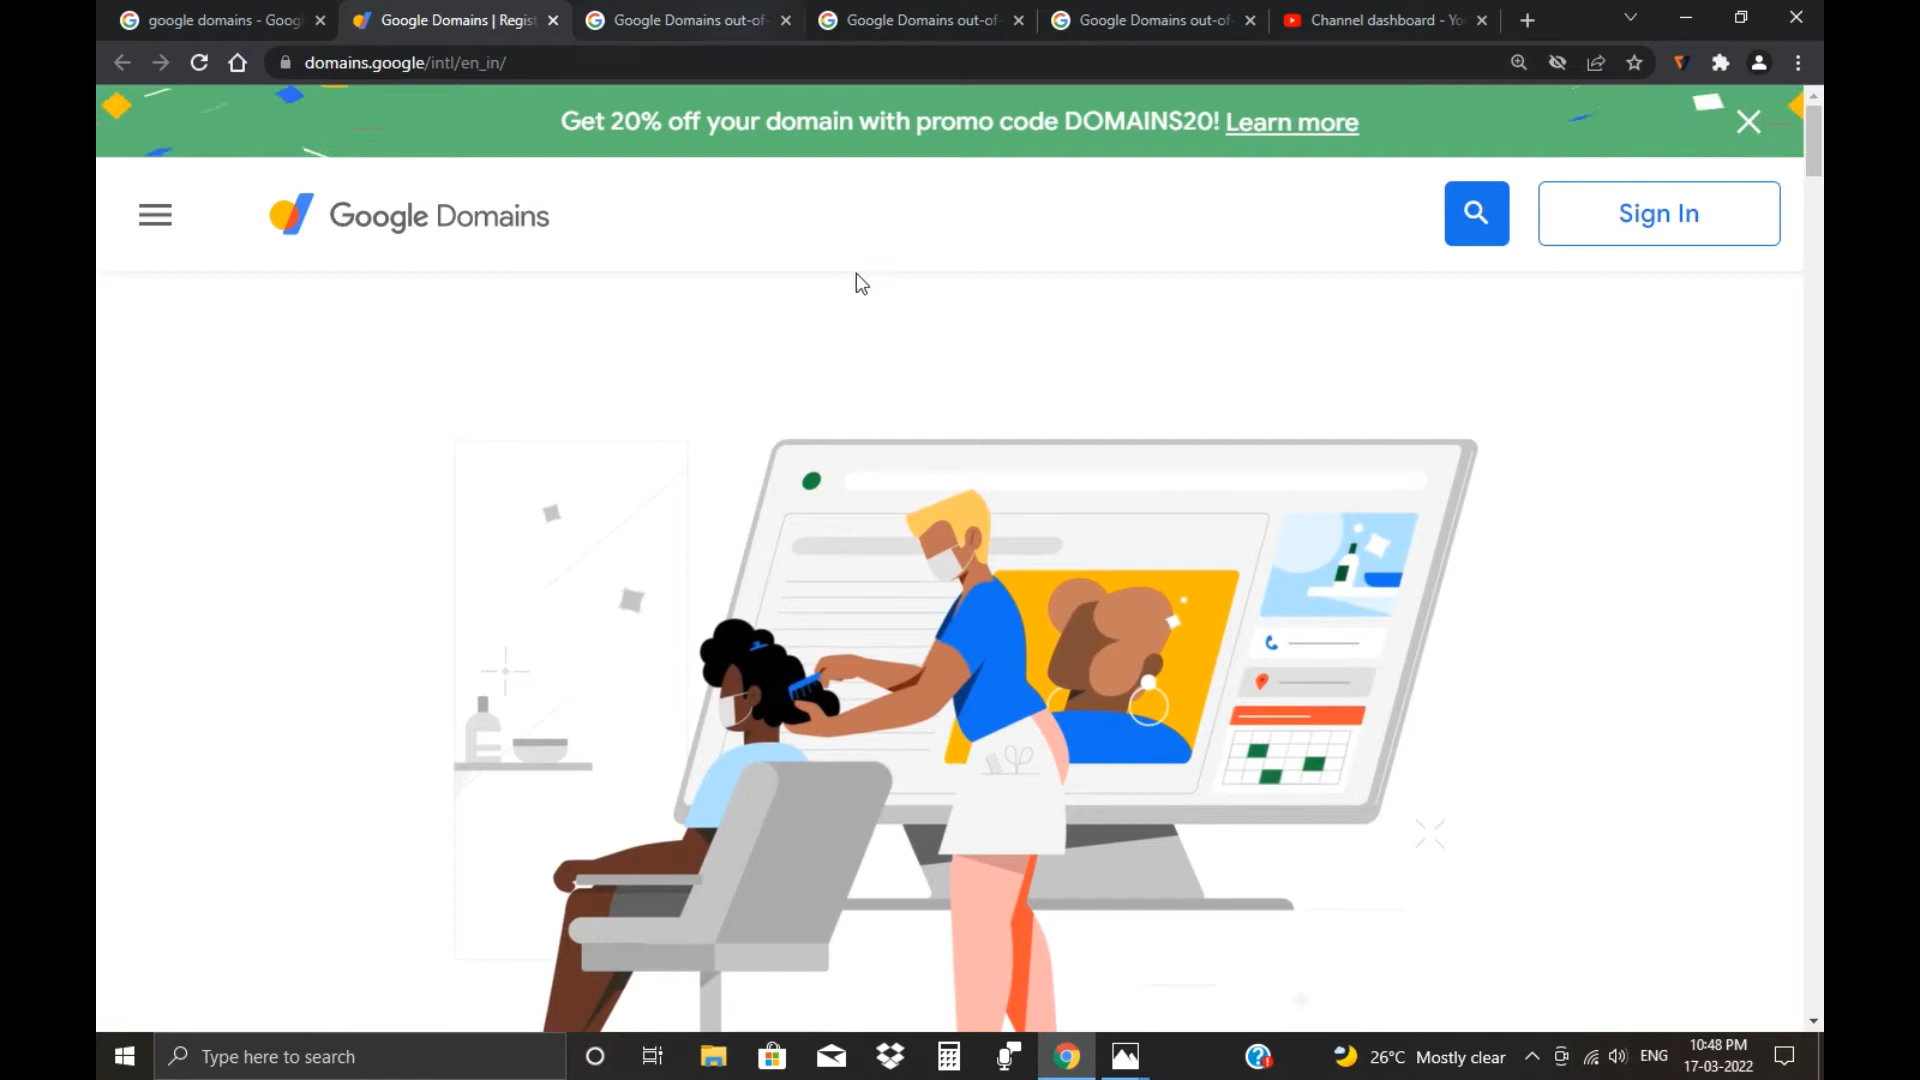 google domains - Goog
Google Domains | Regist
Google Domains out-of-
Google Domains out-of-
Google Domains out-of-
Channel dashboard - Yo
domains.google/intl/en_in/
Get 20% off your domain with promo code DOMAINS20! Learn more
Google Domains
Sign In
Type here to search
26°C Mostly clear
ENG
10:48 PM
17-03-2022